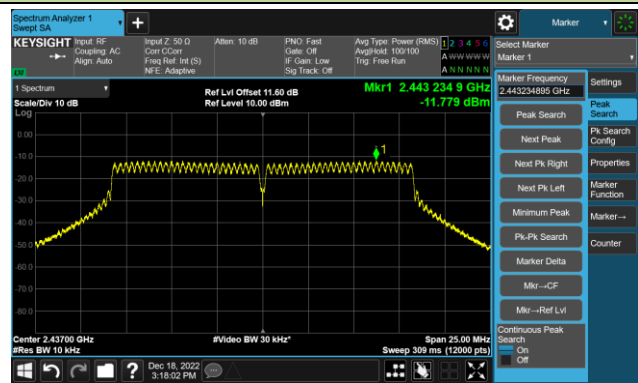 Spectrum Analyzer 1
Swept SA
Marker
KEYSIGHT
Input: RF
Coupling: AC
Align: Auto
Input Z: 50 Ω
Corr CCorr
Freq Ref: Int (S)
NFE: Adaptive
Atten: 10 dB
PNO: Fast
Gate: Off
IF Gain: Low
Sig Track: Off
Avg Type: Power (RMS)
Avg|Hold: 100/100
Trig: Free Run
1 2 3 4 5 6
A W W W W W
A N N N N N
LXI
Select Marker
Marker 1
1 Spectrum
Scale/Div 10 dB
Log
Ref Lvl Offset 11.60 dB
Ref Level 10.00 dBm
Mkr1 2.443 234 9 GHz
-11.779 dBm
1
0.00
-10.0
-20.0
-30.0
-40.0
-50.0
-60.0
-70.0
-80.0
Center 2.43700 GHz
#Res BW 10 kHz
#Video BW 30 kHz*
Span 25.00 MHz
Sweep 309 ms (12000 pts)
Marker Frequency
2.443234895 GHz
Peak Search
Next Peak
Next Pk Right
Next Pk Left
Minimum Peak
Pk-Pk Search
Marker Delta
Mkr→CF
Mkr→Ref Lvl
Continuous Peak
Search
On
Off
Settings
Peak
Search
Pk Search
Config
Properties
Marker
Function
Marker→
Counter
?
Dec 18, 2022
3:18:02 PM